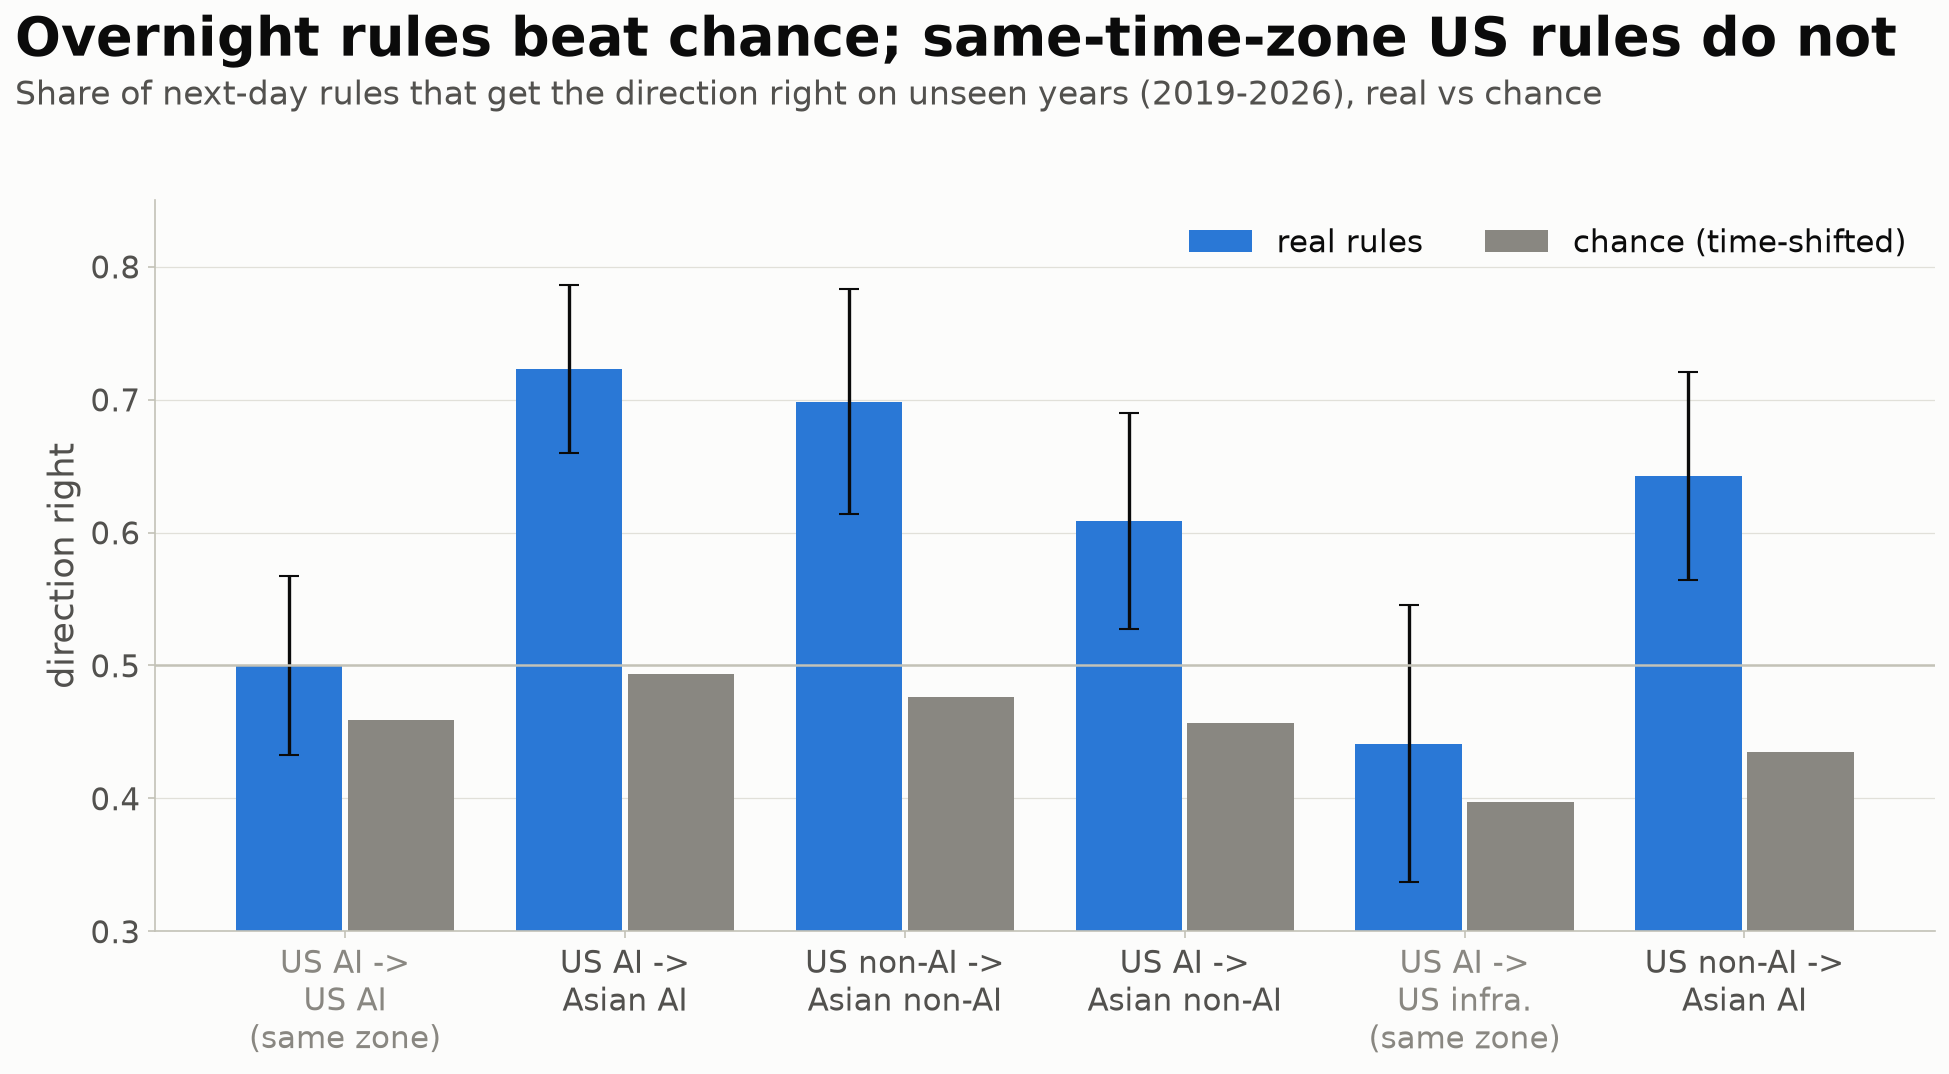 Overnight rules beat chance; same-time-zone US rules do not
Share of next-day rules that get the direction right on unseen years (2019-2026), real vs chance
real rules
chance (time-shifted)
direction right
0.8
0.7
0.6
0.5
0.4
0.3
US AI ->
US AI
(same zone)
US AI ->
Asian AI
US non-AI ->
Asian non-AI
US AI ->
Asian non-AI
US AI ->
US infra.
(same zone)
US non-AI ->
Asian AI